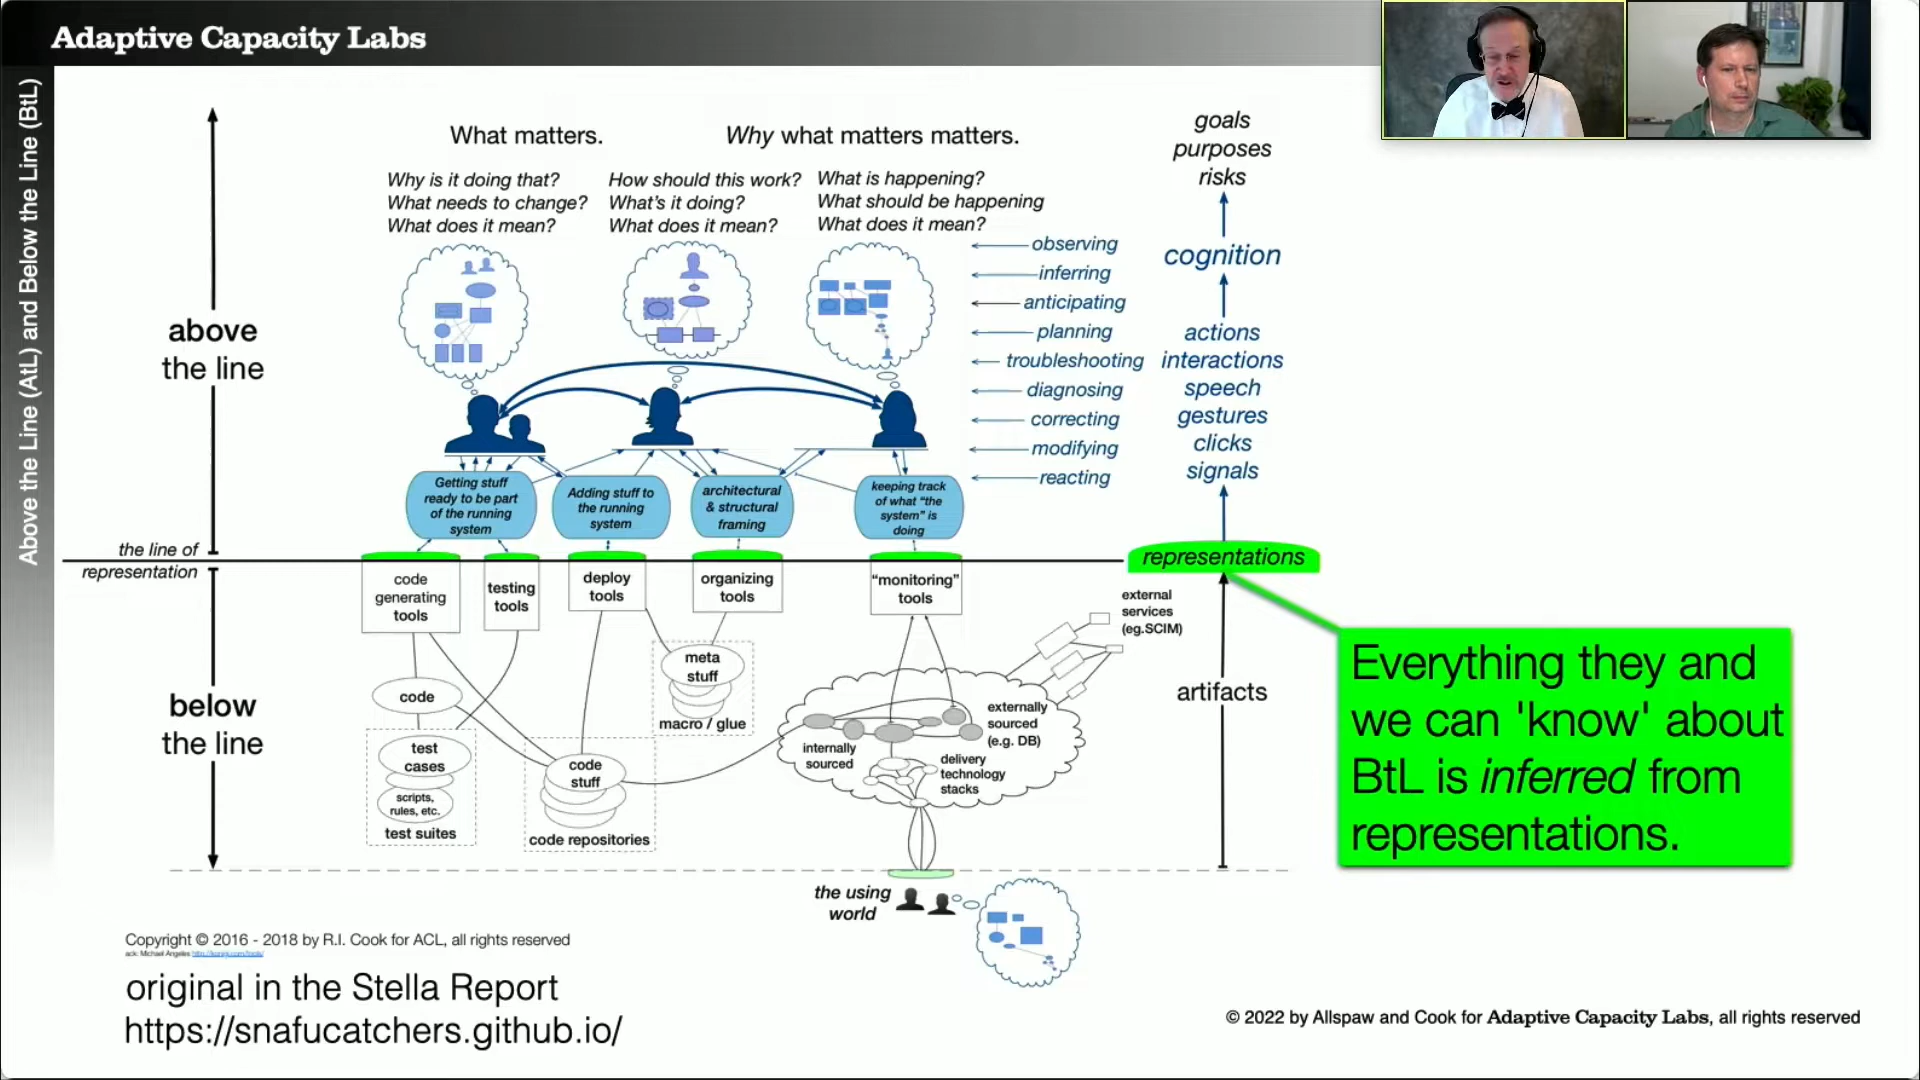 Adaptive Capacity Labs
Above the Line (AtL) and Below the Line (BtL)
What matters.
Why what matters matters.
Why is it doing that?
What needs to change?
What does it mean?
How should this work?
What's it doing?
What does it mean?
What is happening?
What should be happening
What does it mean?
goals
purposes
risks
cognition
actions
interactions
speech
gestures
clicks
signals
observing
inferring
anticipating
planning
troubleshooting
diagnosing
correcting
modifying
reacting
above
the line
Getting stuff
ready to be part
of the running
system
Adding stuff to
the running
system
architectural
& structural
framing
keeping track
of what "the
system" is
doing
the line of
representation
representations
code
generating
tools
testing
tools
deploy
tools
organizing
tools
"monitoring"
tools
external
services
(eg.SCIM)
below
the line
code
meta
stuff
macro / glue
test
cases
scripts,
rules, etc.
test suites
code
stuff
code repositories
internally
sourced
externally
sourced
(e.g. DB)
delivery
technology
stacks
artifacts
Everything they and
we can 'know' about
BtL is inferred from
representations.
the using
world
Copyright © 2016 - 2018 by R.I. Cook for ACL, all rights reserved
ack: Michael Angeles
original in the Stella Report
https://snafucatchers.github.io/
© 2022 by Allspaw and Cook for Adaptive Capacity Labs, all rights reserved